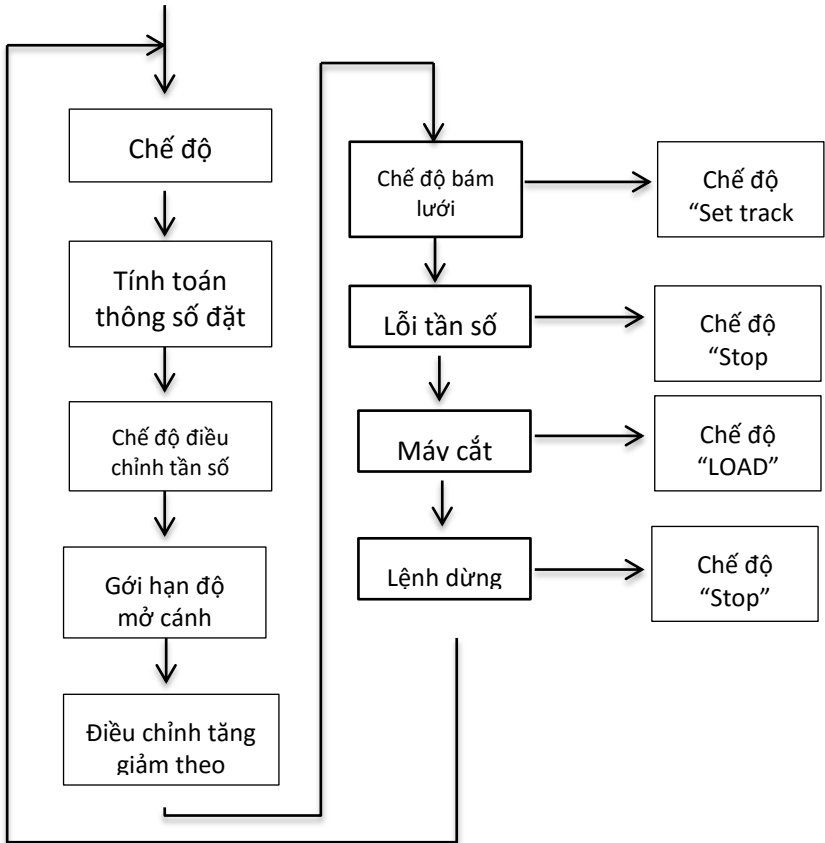 Chế độ
Tính toán
thông số đặt
Chế độ điều
chỉnh tần số
Gới hạn độ
mở cánh
Điều chỉnh tăng
giảm theo
Chế độ bám
lưới
Chế độ
“Set track
Lỗi tần số
Chế độ
“Stop
Máy cắt
Chế độ
“LOAD”
Lệnh dừng
Chế độ
“Stop”